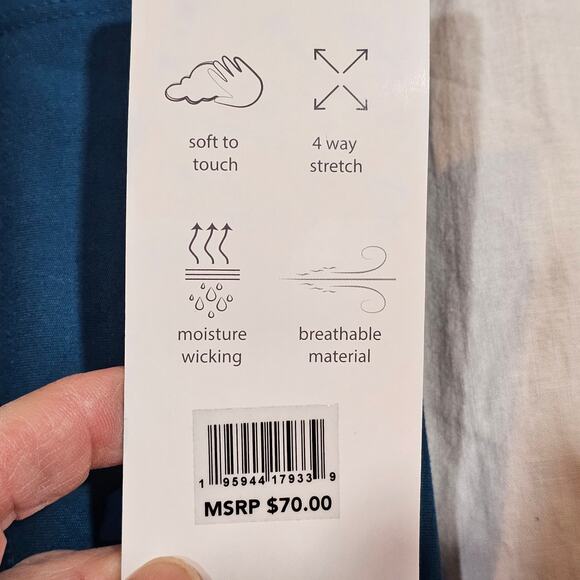 soft to
touch
4 way
stretch
moisture
wicking
breathable
material
1 95944 17933 9
MSRP $70.00